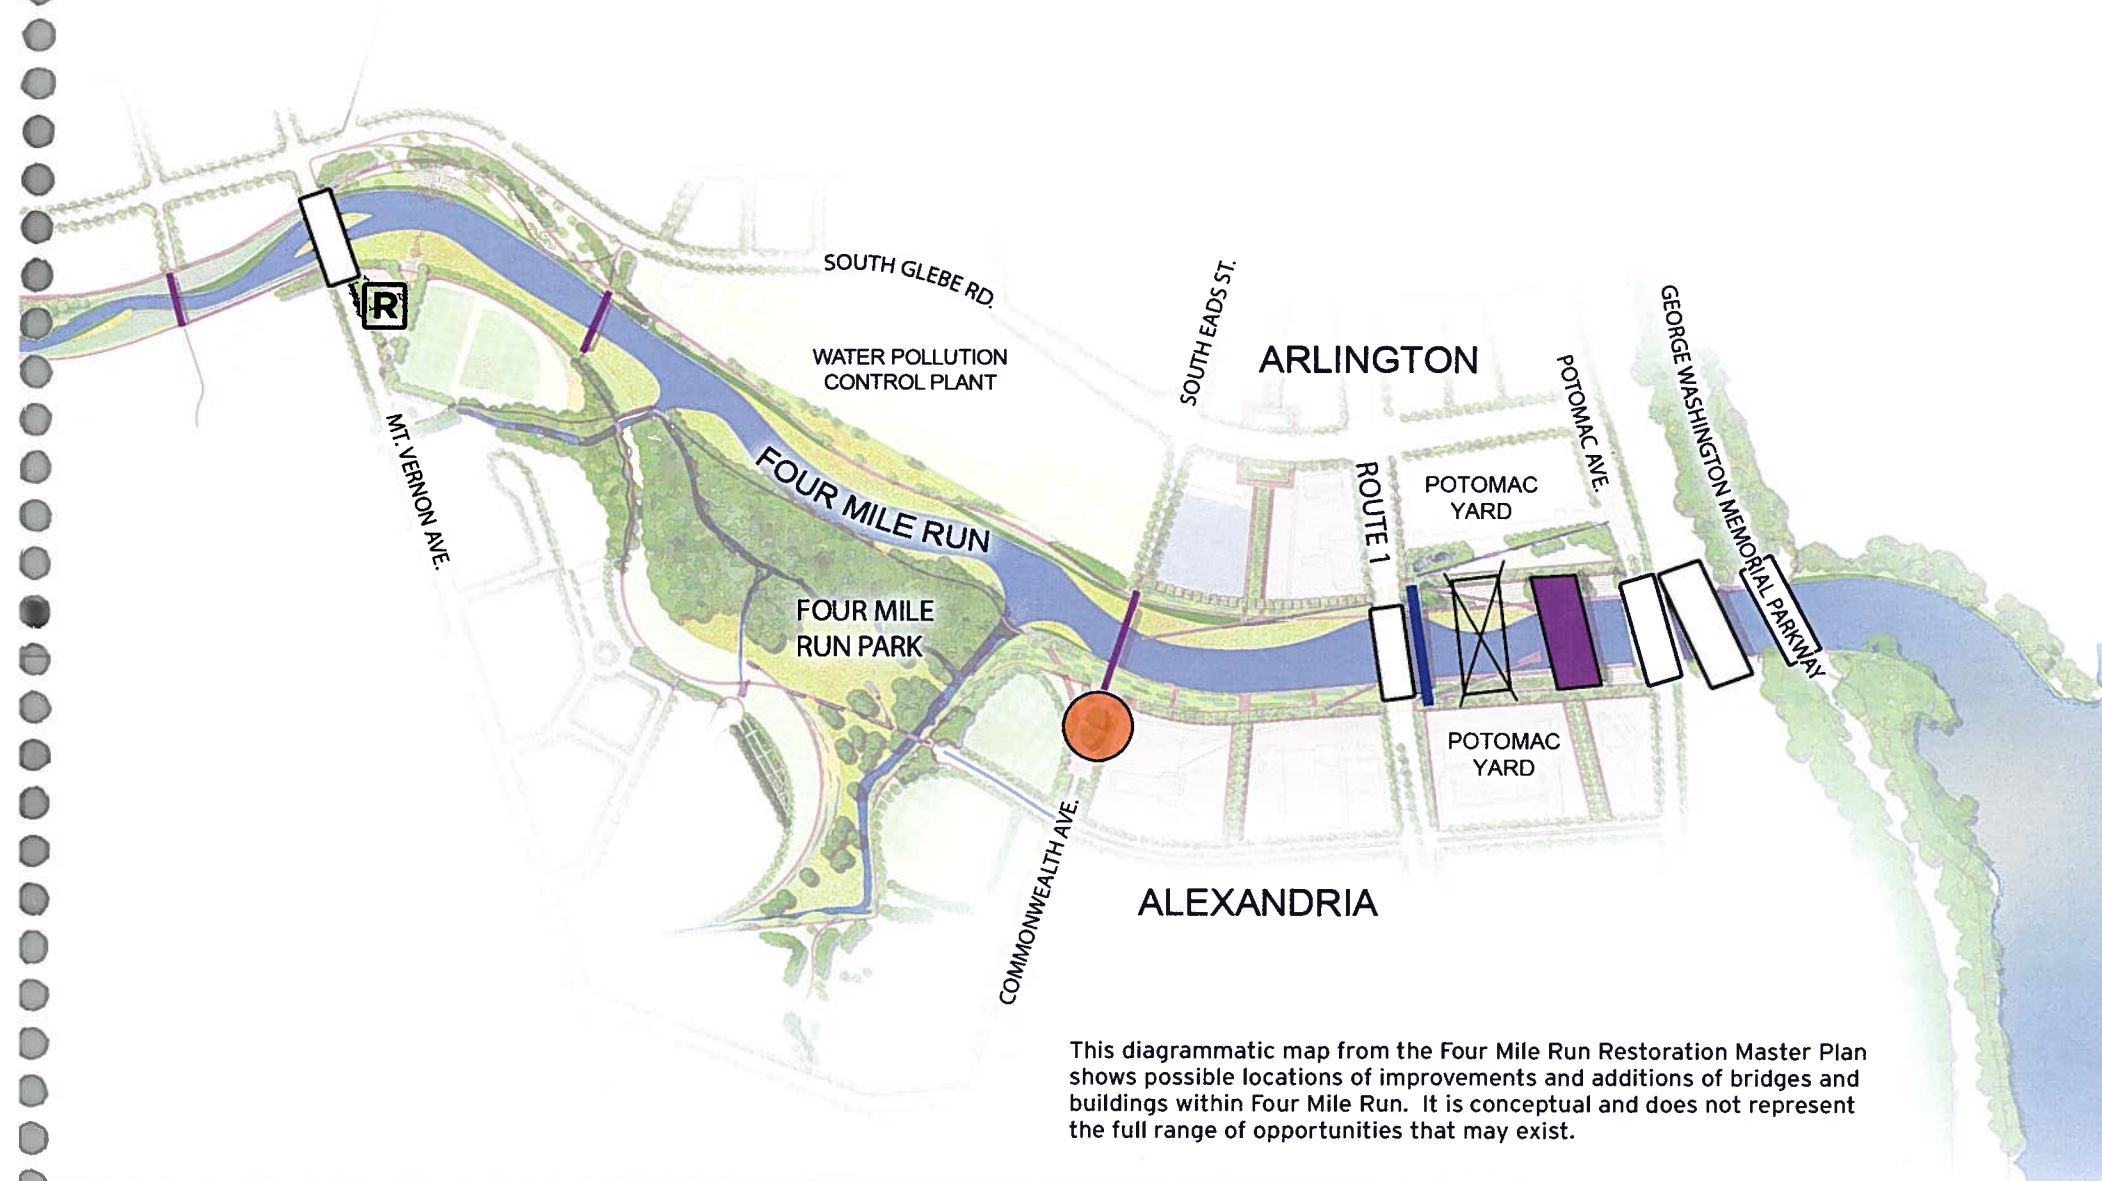 SOUTH GLEBE RD.
SOUTH EADS ST.
GEORGE WASHINGTON MEMORIAL PARKWAY
R
WATER POLLUTION
CONTROL PLANT
ARLINGTON
POTOMAC AVE.
MT. VERNON AVE.
FOUR MILE RUN
ROUTE 1
POTOMAC
YARD
FOUR MILE
RUN PARK
POTOMAC
YARD
COMMONWEALTH AVE.
ALEXANDRIA
This diagrammatic map from the Four Mile Run Restoration Master Plan
shows possible locations of improvements and additions of bridges and
buildings within Four Mile Run. It is conceptual and does not represent
the full range of opportunities that may exist.